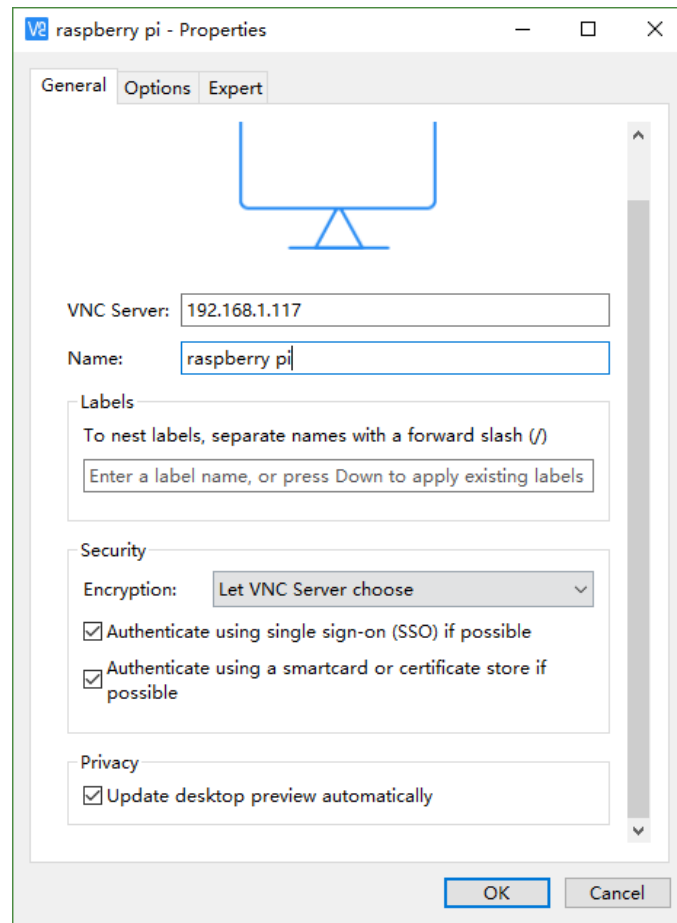 raspberry pi - Properties
General Options Expert
VNC Server: 192.168.1.117
Name: raspberry pi
Labels
To nest labels, separate names with a forward slash (/)
Enter a label name, or press Down to apply existing labels
Security
Encryption: Let VNC Server choose
Authenticate using single sign-on (SSO) if possible
Authenticate using a smartcard or certificate store if
possible
Privacy
Update desktop preview automatically
OK Cancel